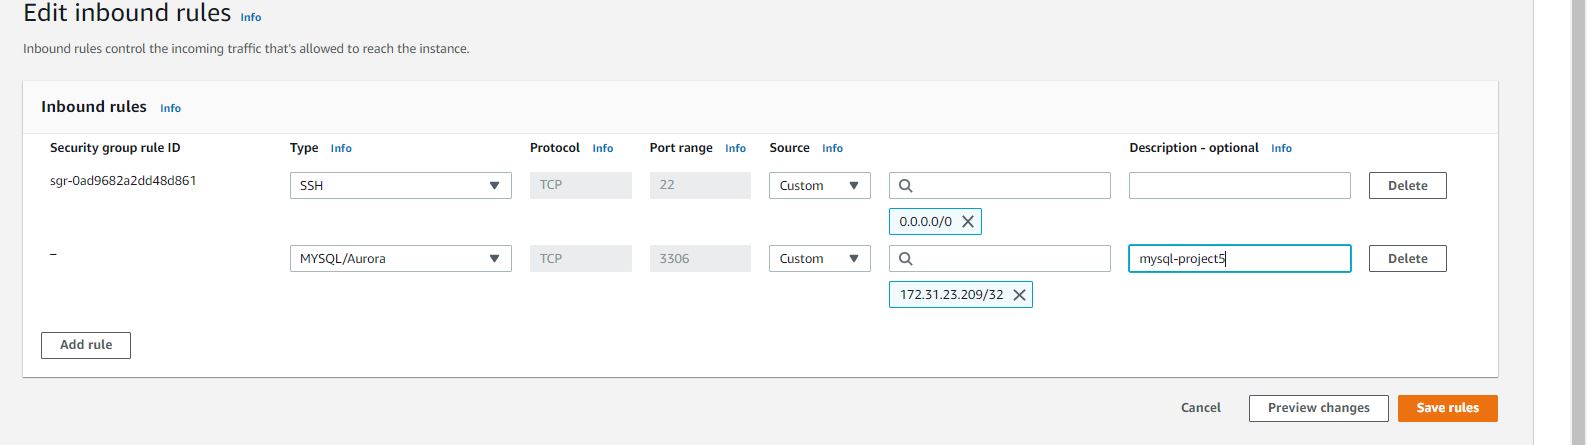 Edit inbound rules Info
Inbound rules control the incoming traffic that's allowed to reach the instance.
Inbound rules Info
Security group rule ID Type Info Protocol Info Port range Info Source Info Description - optional Info
sgr-0ad9682a2dd48d861 SSH TCP 22 Custom Delete
0.0.0.0/0
– MYSQL/Aurora TCP 3306 Custom mysql-project5 Delete
172.31.23.209/32
Add rule
Cancel Preview changes Save rules